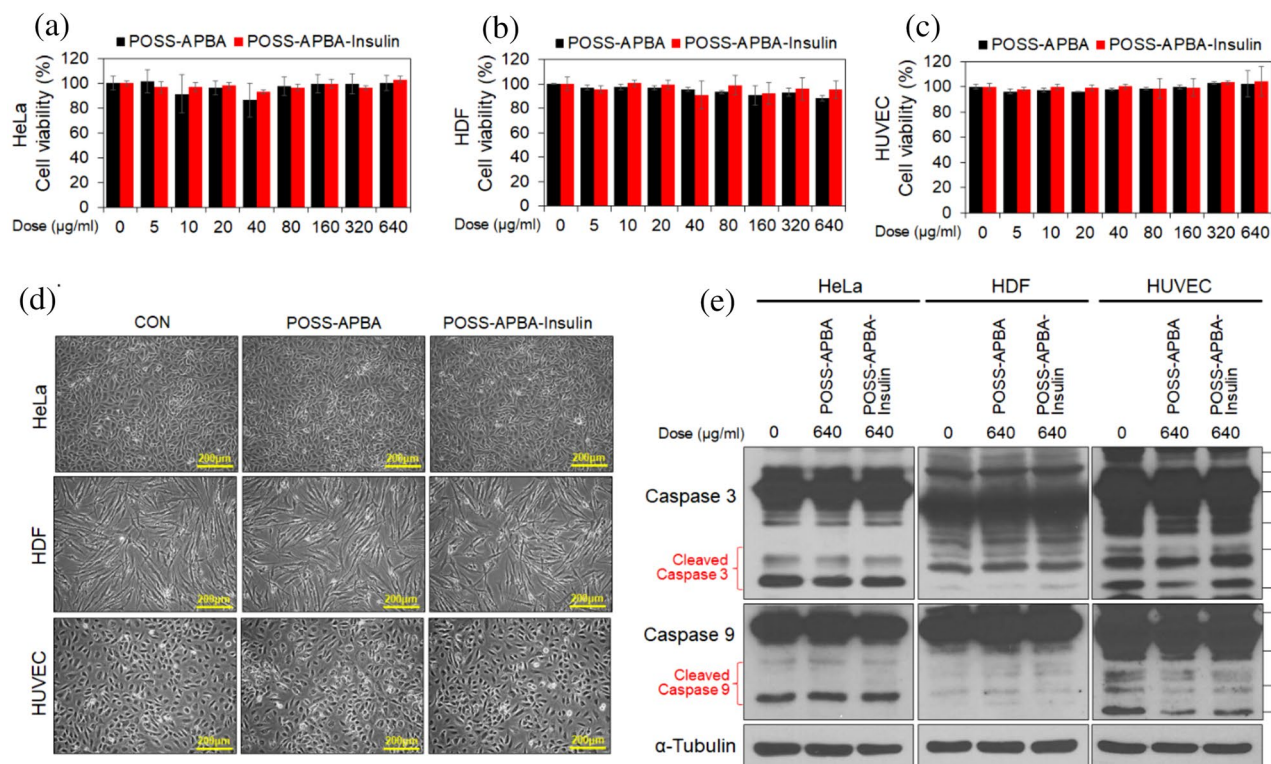 (a)
POSS-APBA POSS-APBA-Insulin
HeLa
Cell viability (%)
120
100
80
60
40
20
0
Dose (µg/ml) 0 5 10 20 40 80 160 320 640
(b)
POSS-APBA POSS-APBA-Insulin
HDF
Cell viability (%)
120
100
80
60
40
20
0
Dose (µg/ml) 0 5 10 20 40 80 160 320 640
(c)
POSS-APBA POSS-APBA-Insulin
HUVEC
Cell viability (%)
120
100
80
60
40
20
0
Dose (µg/ml) 0 5 10 20 40 80 160 320 640
(d)
CON POSS-APBA POSS-APBA-Insulin
HeLa
200µm 200µm 200µm
HDF
200µm 200µm 200µm
HUVEC
200µm 200µm 200µm
(e)
HeLa HDF HUVEC
POSS-APBA POSS-APBA-Insulin POSS-APBA POSS-APBA-Insulin POSS-APBA POSS-APBA-Insulin
Dose (µg/ml) 0 640 640 0 640 640 0 640 640
Caspase 3
Cleaved
Caspase 3
Caspase 9
Cleaved
Caspase 9
α-Tubulin